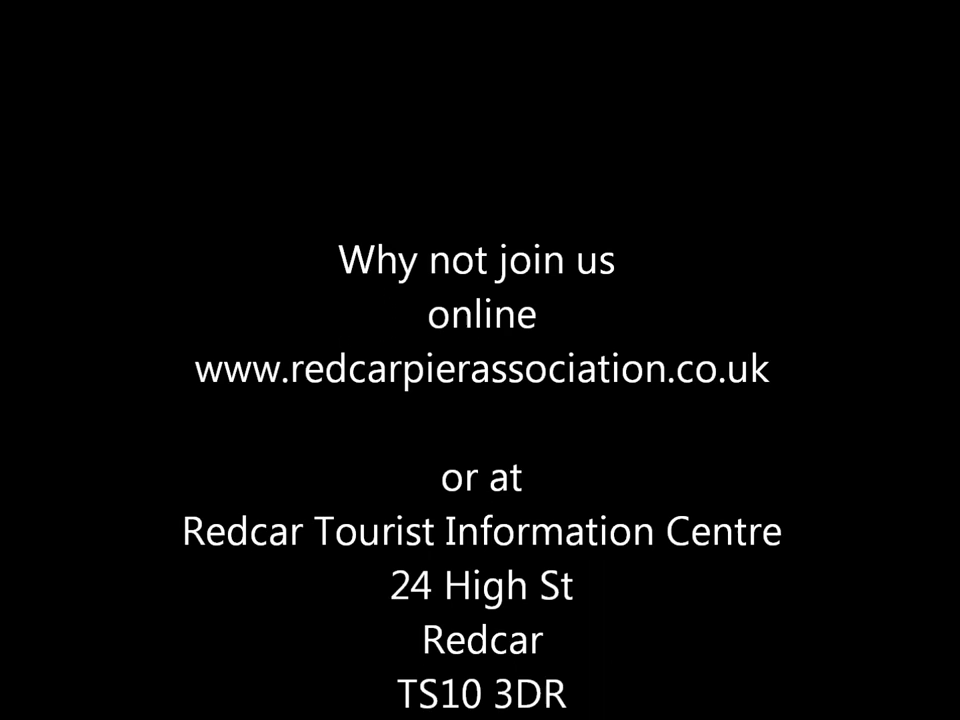 Why not join us
online
www.redcarpierassociation.co.uk
or at
Redcar Tourist Information Centre
24 High St
Redcar
TS10 3DR